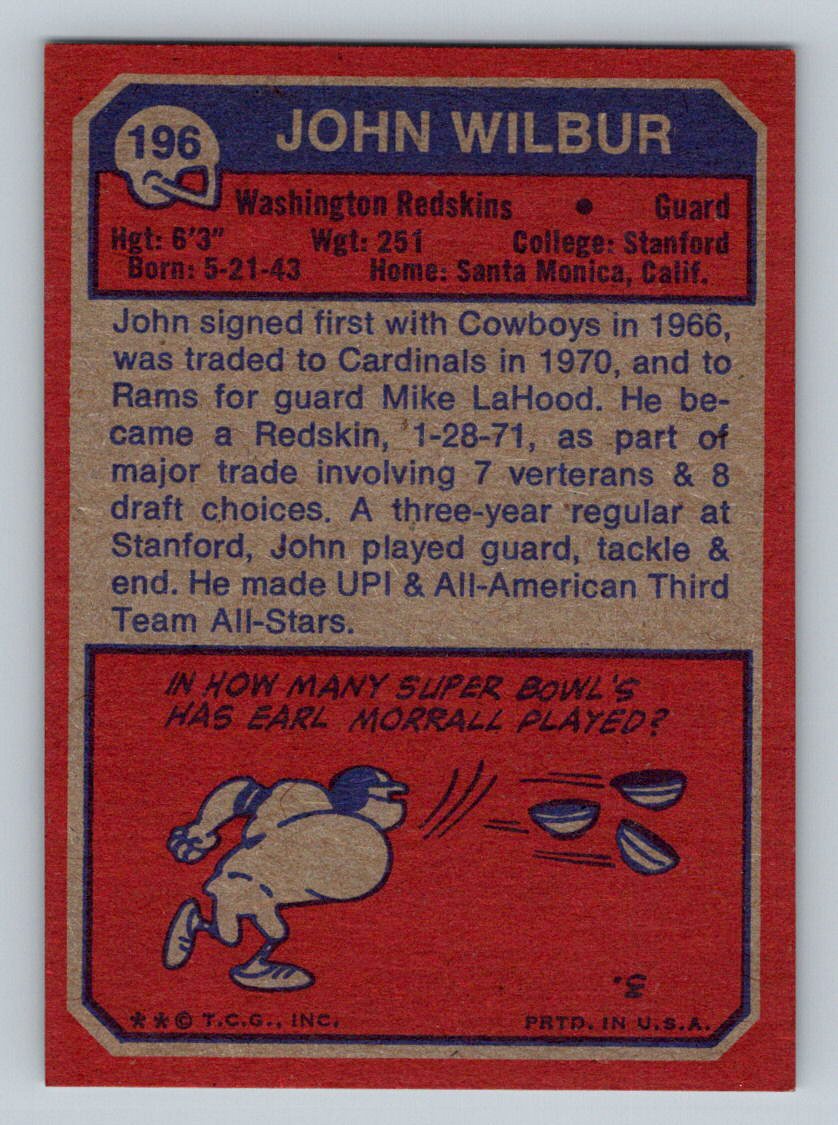 196 JOHN WILBUR
Washington Redskins • Guard
Hgt: 6'3" Wgt: 251 College: Stanford
Born: 5-21-43 Home: Santa Monica, Calif.
John signed first with Cowboys in 1966,
was traded to Cardinals in 1970, and to
Rams for guard Mike LaHood. He be-
came a Redskin, 1-28-71, as part of
major trade involving 7 verterans & 8
draft choices. A three-year regular at
Stanford, John played guard, tackle &
end. He made UPI & All-American Third
Team All-Stars.
IN HOW MANY SUPER BOWL'S
HAS EARL MORRALL PLAYED?
3.
* * © T.C.G., INC. PRTD. IN U.S.A.